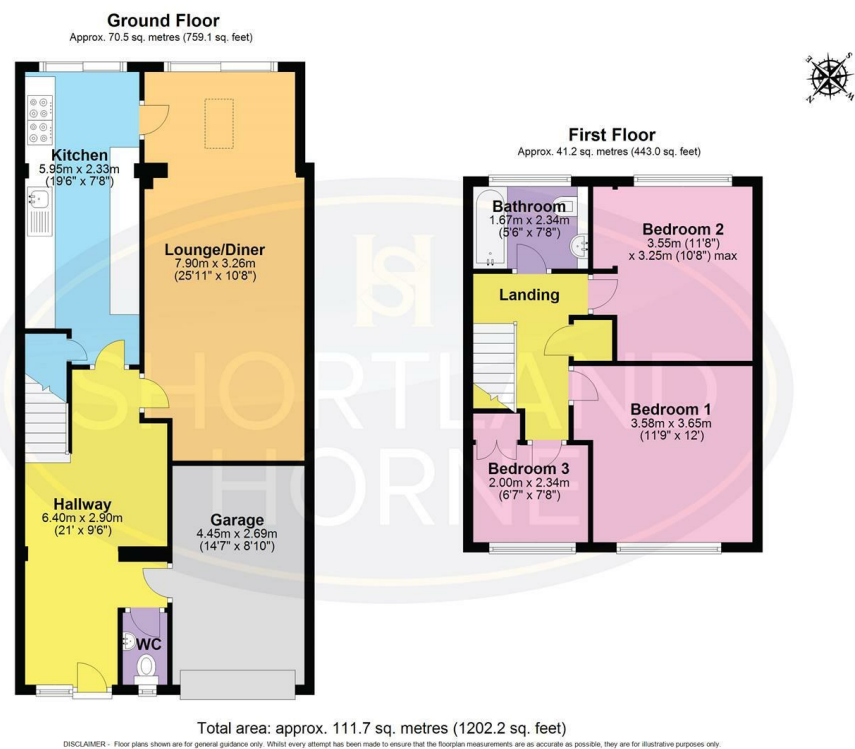 Ground Floor
Approx. 70.5 sq. metres (759.1 sq. feet)
Kitchen
5.95m x 2.33m
(19'6" x 7'8")
Lounge/Diner
7.90m x 3.26m
(25'11" x 10'8")
Hallway
6.40m x 2.90m
(21' x 9'6")
Garage
4.45m x 2.69m
(14'7" x 8'10")
WC
First Floor
Approx. 41.2 sq. metres (443.0 sq. feet)
Bathroom
1.67m x 2.34m
(5'6" x 7'8")
Bedroom 2
3.55m (11'8")
x 3.25m (10'8") max
Landing
Bedroom 1
3.58m x 3.65m
(11'9" x 12')
Bedroom 3
2.00m x 2.34m
(6'7" x 7'8")
N
E
S
W
SHORTLAND
HORNE
Total area: approx. 111.7 sq. metres (1202.2 sq. feet)
DISCLAIMER - Floor plans shown are for general guidance only. Whilst every attempt has been made to ensure that the floorplan measurements are as accurate as possible, they are for illustrative purposes only.